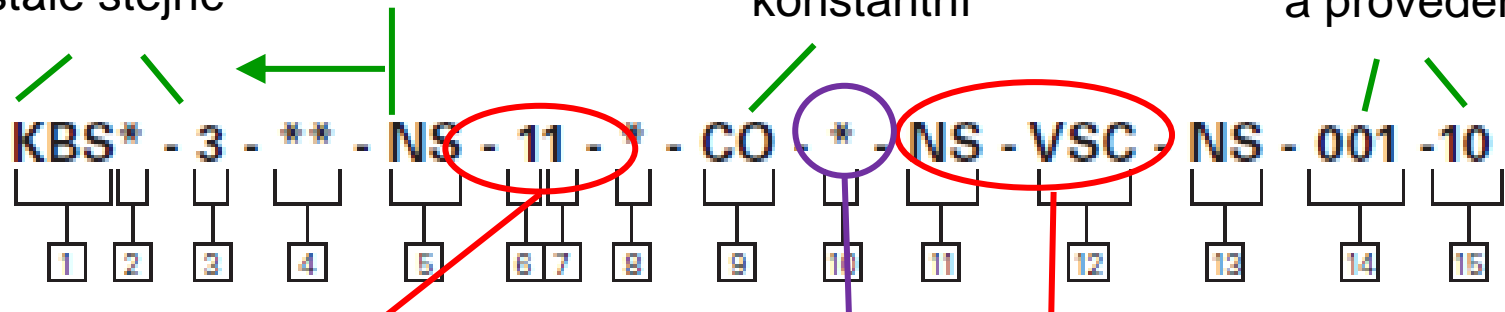 stále stejné konstantní a proveden
KBS* - 3 - ** - NS - 11 - * - CO - * - NS - VSC - NS - 001 -10
1 2 3 4 5 6 7 8 9 10 11 12 13 14 15